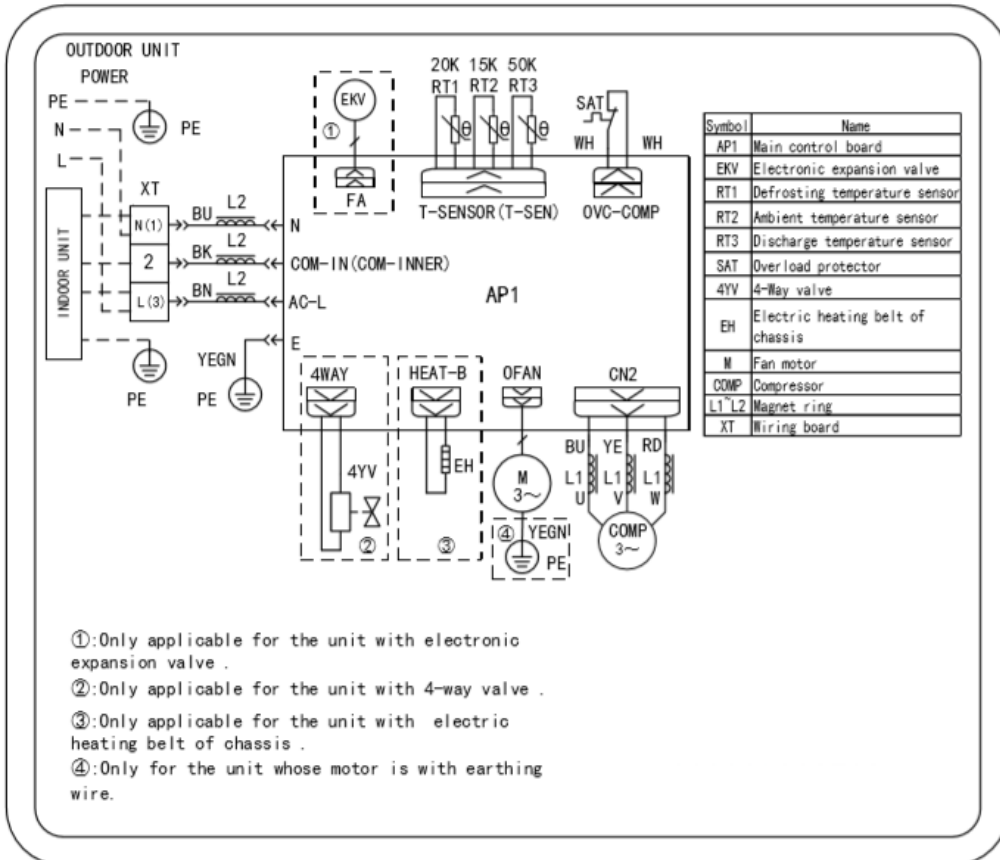 OUTDOOR UNIT
POWER
PE
N
L
PE
INDOOR UNIT
XT
N(1)
2
L(3)
BU
L2
BK
L2
BN
L2
N
COM-IN(COM-INNER)
AC-L
E
YEGN
PE
PE
EKV
①
FA
20K 15K 50K
RT1 RT2 RT3
θ θ θ
T-SENSOR(T-SEN)
SAT
WH WH
OVC-COMP
AP1
4WAY
4YV
②
HEAT-B
EH
③
OFAN
M
3~
④ YEGN
PE
CN2
BU YE RD
L1 L1 L1
U V W
COMP
3~
Symbol Name
AP1 Main control board
EKV Electronic expansion valve
RT1 Defrosting temperature sensor
RT2 Ambient temperature sensor
RT3 Discharge temperature sensor
SAT Overload protector
4YV 4-Way valve
EH Electric heating belt of
chassis
M Fan motor
COMP Compressor
L1~L2 Magnet ring
XT Wiring board
①:Only applicable for the unit with electronic
expansion valve .
②:Only applicable for the unit with 4-way valve .
③:Only applicable for the unit with electric
heating belt of chassis .
④:Only for the unit whose motor is with earthing
wire.